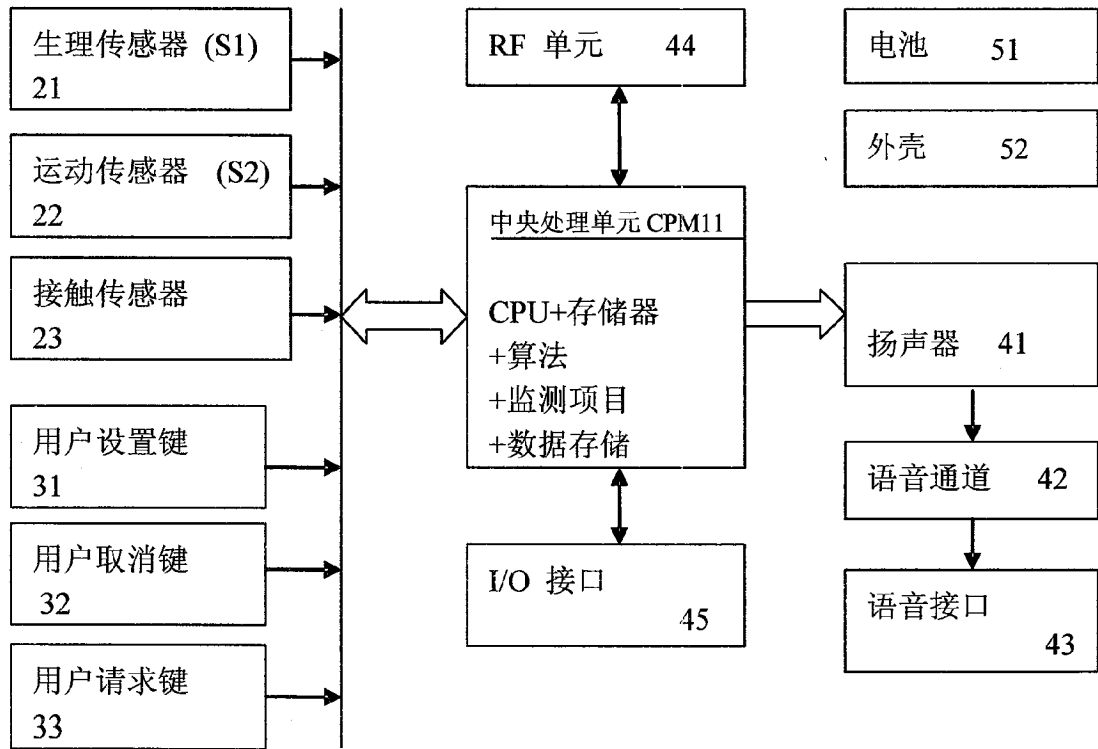 生理传感器 (S1)
21
运动传感器 (S2)
22
接触传感器
23
用户设置键
31
用户取消键
32
用户请求键
33
RF 单元 44
中央处理单元 CPM11
CPU+存储器
+算法
+监测项目
+数据存储
I/O 接口
45
电池 51
外壳 52
扬声器 41
语音通道 42
语音接口
43